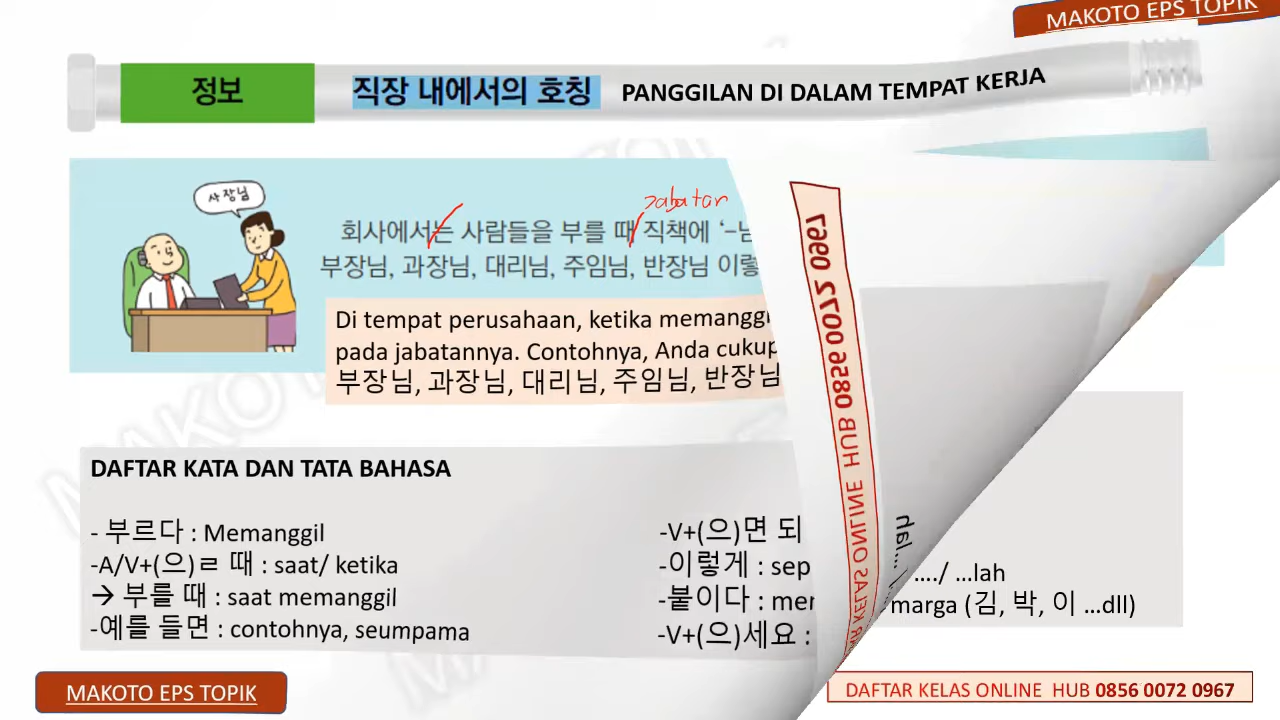 MAKOTO EPS TOPIK
정보 직장 내에서의 호칭 PANGGILAN DI DALAM TEMPAT KERJA
사장님
jabatan
회사에서는 사람들을 부를 때 직책에 ‘-님
부장님, 과장님, 대리님, 주임님, 반장님
Di tempat perusahaan, ketika
pada jabatannya. Contohnya, Anda
부장님, 과장님, 대리님, 주임님, 반장님
DAFTAR KATA DAN TATA BAHASA
- 부르다 : Memanggil
-A/V+(으)ㄹ 때 : saat/ ketika
→ 부를 때 : saat memanggil
-예를 들면 : contohnya, seumpama
-V+(으)면 되
-이렇게 :
…./ …lah
-붙이다 :
marga (김, 박, 이 …dll)
-V+(으)세요 :
KELAS ONLINE HUB 0856 0072 0967
MAKOTO EPS TOPIK
DAFTAR KELAS ONLINE HUB 0856 0072 0967